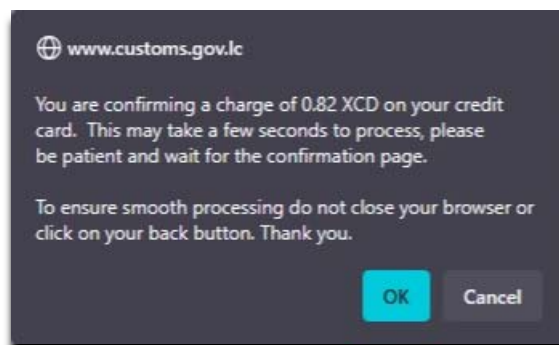 www.customs.gov.lc
You are confirming a charge of 0.82 XCD on your credit
card.  This may take a few seconds to process, please
be patient and wait for the confirmation page.
To ensure smooth processing do not close your browser or
click on your back button. Thank you.
OK Cancel